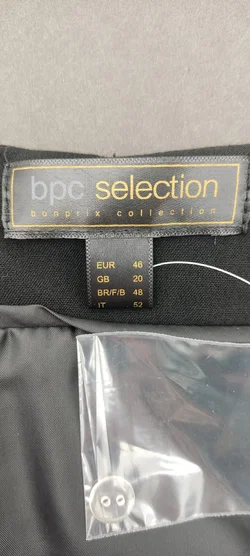 bpc selection
bonprix collection
EUR 46
GB 20
BR/F/B 48
IT 52